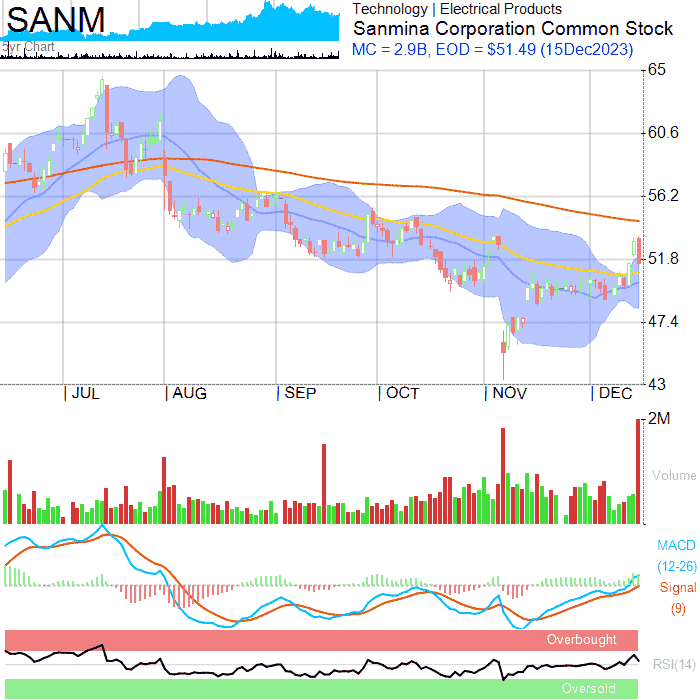 SANM
5yr Chart
Technology | Electrical Products
Sanmina Corporation Common Stock
MC = 2.9B, EOD = $51.49 (15Dec2023)
65
60.6
56.2
51.8
47.4
43
| JUL | AUG | SEP | OCT | NOV | DEC
2M
Volume
MACD
(12-26)
Signal
(9)
Overbought
RSI(14)
Oversold